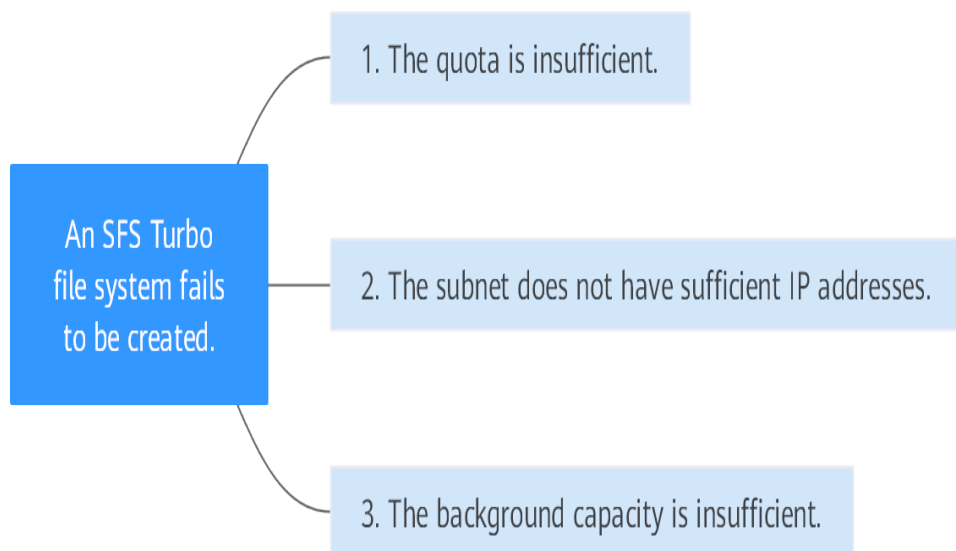 An SFS Turbo
file system fails
to be created.
1. The quota is insufficient.
2. The subnet does not have sufficient IP addresses.
3. The background capacity is insufficient.